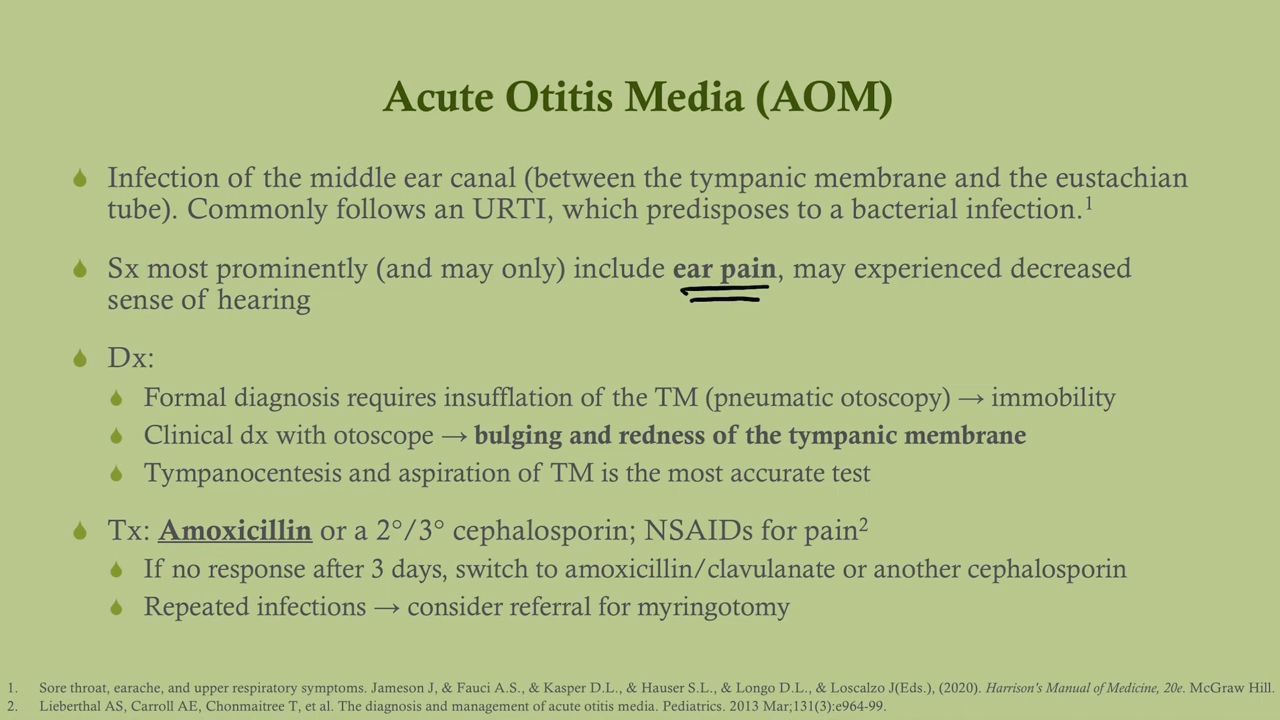 Acute Otitis Media (AOM)
Infection of the middle ear canal (between the tympanic membrane and the eustachian
tube). Commonly follows an URTI, which predisposes to a bacterial infection.¹
Sx most prominently (and may only) include ear pain, may experienced decreased
sense of hearing
Dx:
Formal diagnosis requires insufflation of the TM (pneumatic otoscopy) → immobility
Clinical dx with otoscope → bulging and redness of the tympanic membrane
Tympanocentesis and aspiration of TM is the most accurate test
Tx: Amoxicillin or a 2°/3° cephalosporin; NSAIDs for pain²
If no response after 3 days, switch to amoxicillin/clavulanate or another cephalosporin
Repeated infections → consider referral for myringotomy
1. Sore throat, earache, and upper respiratory symptoms. Jameson J, & Fauci A.S., & Kasper D.L., & Hauser S.L., & Longo D.L., & Loscalzo J(Eds.), (2020). Harrison's Manual of Medicine, 20e. McGraw Hill.
2. Lieberthal AS, Carroll AE, Chonmaitree T, et al. The diagnosis and management of acute otitis media. Pediatrics. 2013 Mar;131(3):e964-99.